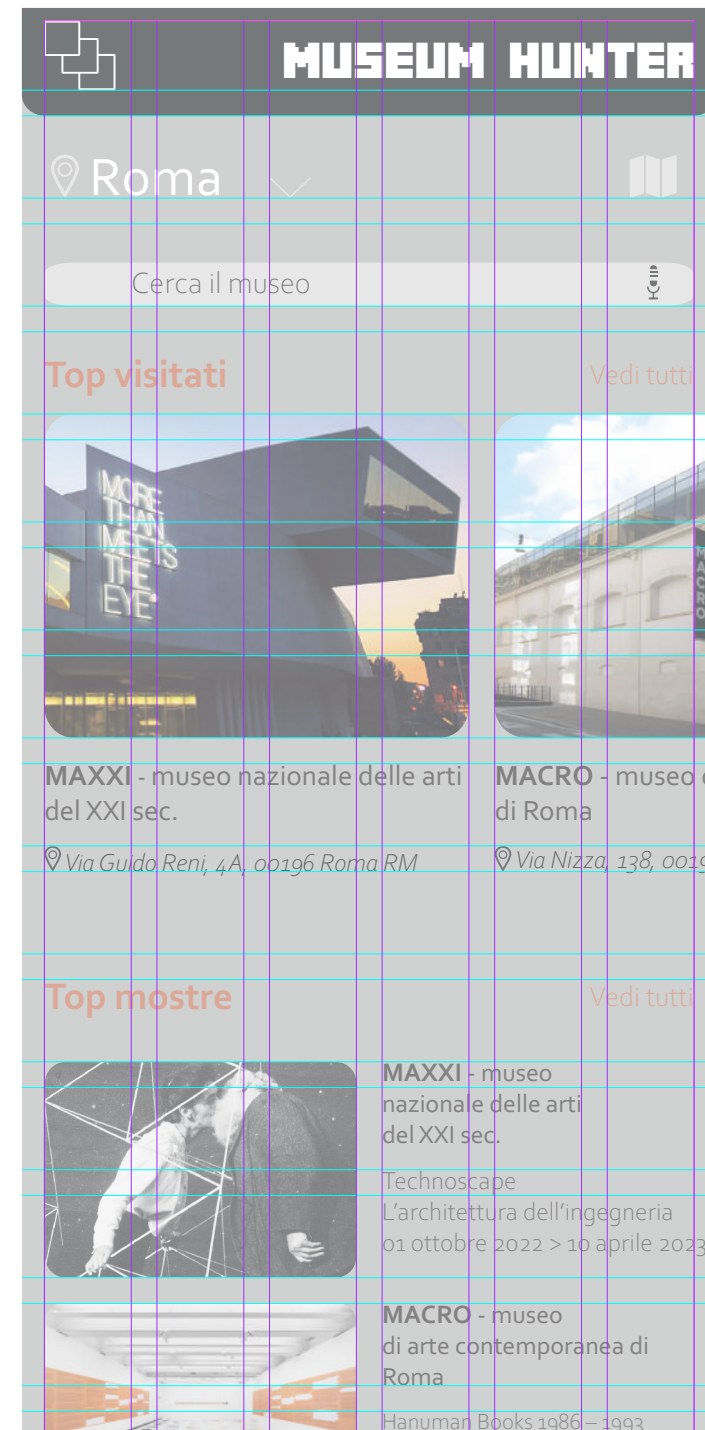 MUSEUM HUNTER
Roma
Cerca il museo
Top visitati
Vedi tutti
MORE
THAN
MEETS
THE
EYE
MACRO
MAXXI - museo nazionale delle arti
del XXI sec.
Via Guido Reni, 4A, 00196 Roma RM
MACRO - museo
di Roma
Via Nizza, 138, 0019
Top mostre
Vedi tutti
MAXXI - museo
nazionale delle arti
del XXI sec.
Technoscape
L'architettura dell'ingegneria
01 ottobre 2022 > 10 aprile 2023
MACRO - museo
di arte contemporanea di
Roma
Hanuman Books 1986 – 1993